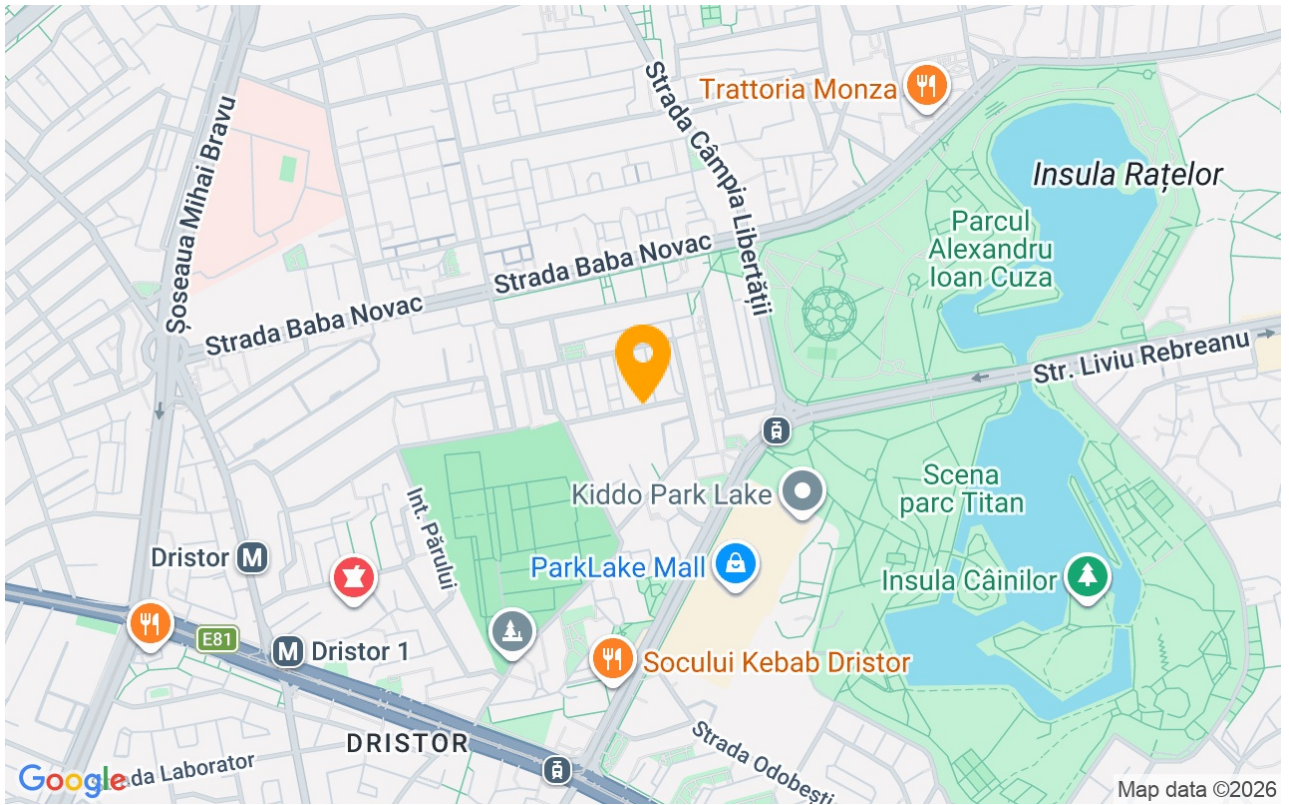 Șoseaua Mihai Bravu
Strada Câmpia Libertății
Trattoria Monza
Insula Rațelor
Parcul
Alexandru
Ioan Cuza
Strada Baba Novac
Strada Baba Novac
Str. Liviu Rebreanu
Int. Părului
Kiddo Park Lake
Scena
parc Titan
Dristor M
ParkLake Mall
Insula Câinilor
E81
M Dristor 1
Socului Kebab Dristor
DRISTOR
Strada Odobești
Google
da Laborator
Map data ©2026